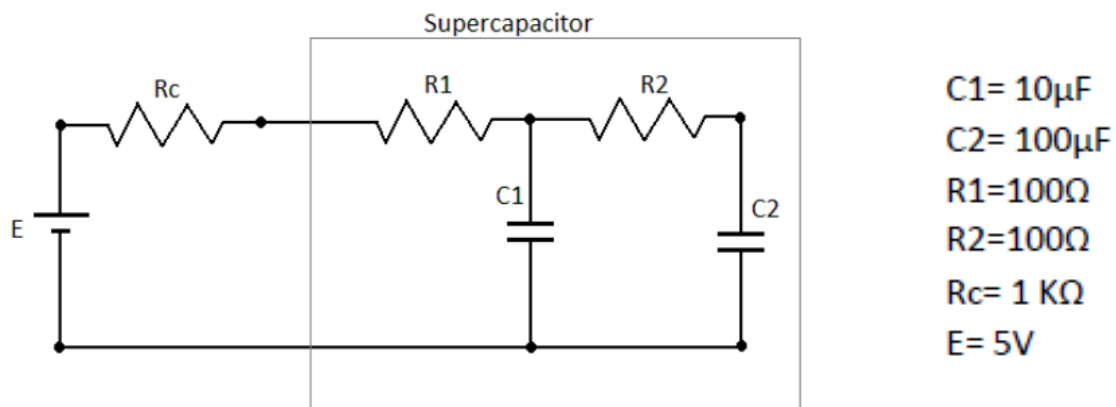 Supercapacitor
Rc
R1
R2
C1
C2
E
C1= 10µF
C2= 100µF
R1=100Ω
R2=100Ω
Rc= 1 KΩ
E= 5V